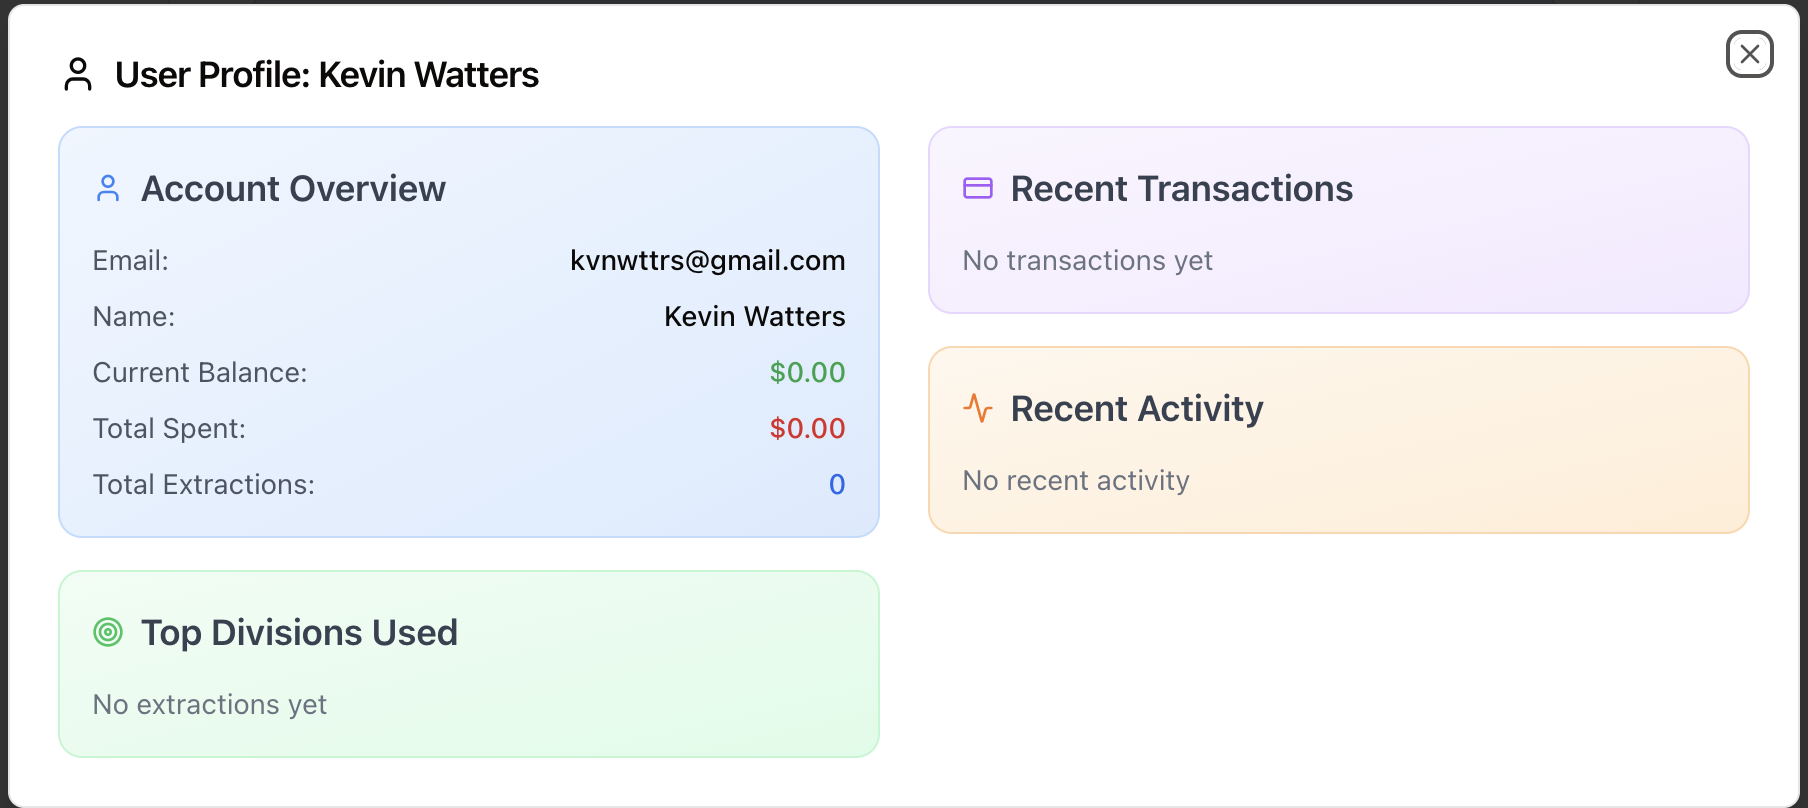 User Profile: Kevin Watters
Account Overview
Email: kvnwttrs@gmail.com
Name: Kevin Watters
Current Balance: $0.00
Total Spent: $0.00
Total Extractions: 0
Top Divisions Used
No extractions yet
Recent Transactions
No transactions yet
Recent Activity
No recent activity